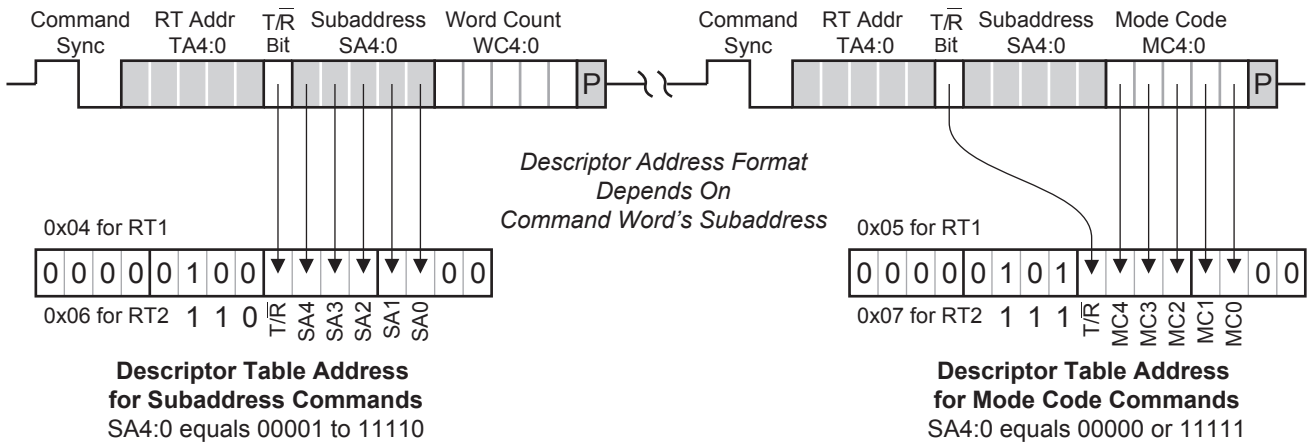 Command Sync
RT Addr TA4:0
T/R Bit
Subaddress SA4:0
Word Count WC4:0
P
Command Sync
RT Addr TA4:0
T/R Bit
Subaddress SA4:0
Mode Code MC4:0
P
Descriptor Address Format
Depends On
Command Word's Subaddress
0x04 for RT1
0 0 0 0 0 1 0 0 0 0
0x06 for RT2 1 1 0 T/R SA4 SA3 SA2 SA1 SA0
Descriptor Table Address
for Subaddress Commands
SA4:0 equals 00001 to 11110
0x05 for RT1
0 0 0 0 0 1 0 1 0 0
0x07 for RT2 1 1 1 T/R MC4 MC3 MC2 MC1 MC0
Descriptor Table Address
for Mode Code Commands
SA4:0 equals 00000 or 11111